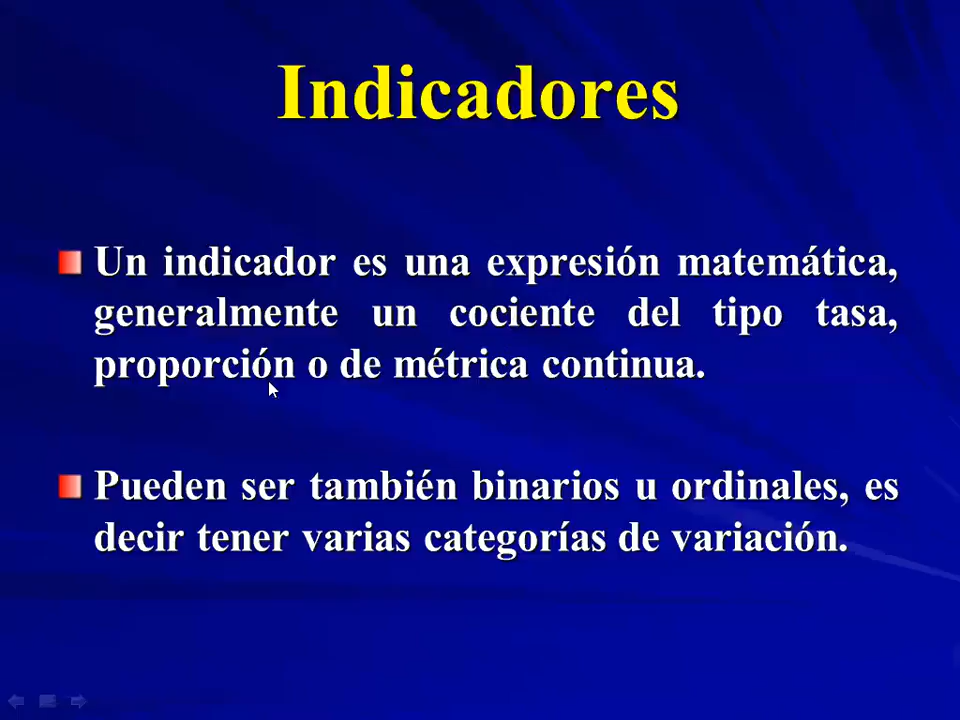 Indicadores
Un indicador es una expresión matemática,
generalmente un cociente del tipo tasa,
proporción o de métrica continua.
Pueden ser también binarios u ordinales, es
decir tener varias categorías de variación.